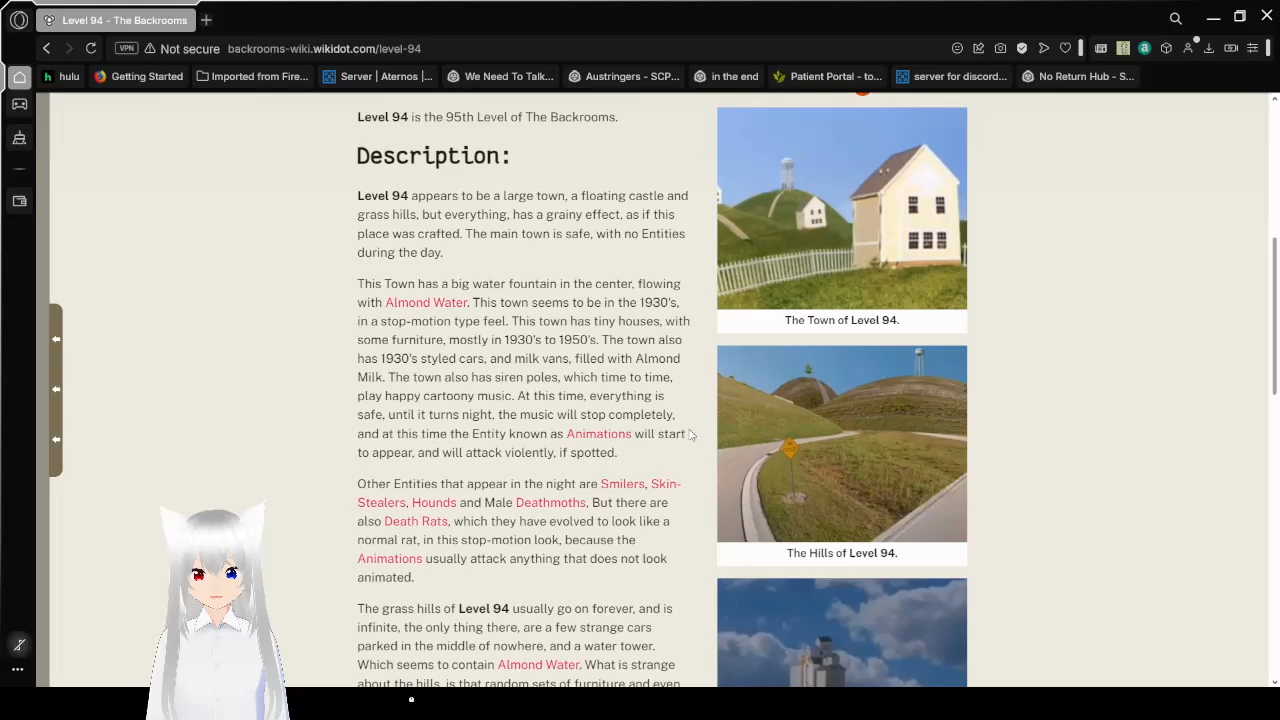 Level 94 - The Backrooms
VPN
Not secure
backrooms-wiki.wikidot.com/level-94
hulu
Getting Started
Imported from Fire...
Server | Aternos |...
We Need To Talk...
Austringers - SCP...
in the end
Patient Portal - to...
server for discord...
No Return Hub - S...
Level 94 is the 95th Level of The Backrooms.
Description:
Level 94 appears to be a large town, a floating castle and
grass hills, but everything, has a grainy effect, as if this
place was crafted. The main town is safe, with no Entities
during the day.
This Town has a big water fountain in the center, flowing
with Almond Water. This town seems to be in the 1930's,
in a stop-motion type feel. This town has tiny houses, with
some furniture, mostly in 1930's to 1950's. The town also
has 1930's styled cars, and milk vans, filled with Almond
Milk. The town also has siren poles, which time to time,
play happy cartoony music. At this time, everything is
safe, until it turns night, the music will stop completely,
and at this time the Entity known as Animations will start
to appear, and will attack violently, if spotted.
Other Entities that appear in the night are Smilers, Skin-
Stealers, Hounds and Male Deathmoths, But there are
also Death Rats, which they have evolved to look like a
normal rat, in this stop-motion look, because the
Animations usually attack anything that does not look
animated.
The grass hills of Level 94 usually go on forever, and is
infinite, the only thing there, are a few strange cars
parked in the middle of nowhere, and a water tower.
Which seems to contain Almond Water. What is strange
about the hills, is that random sets of furniture and even
The Town of Level 94.
The Hills of Level 94.